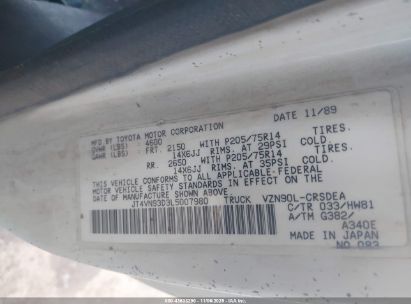 MFD BY TOYOTA MOTOR CORPORATION DATE 11/89
GVWR (LBS) 4600
GAWR (LBS) FRT. 2150 WITH P205/75R14 TIRES.
14X6JJ RIMS. AT 29PSI COLD.
RR. 2650 WITH P205/75R14 TIRES.
14X6JJ RIMS. AT 35PSI COLD.
THIS VEHICLE CONFORMS TO ALL APPLICABLE FEDERAL
MOTOR VEHICLE SAFETY STANDARDS IN EFFECT ON THE
DATE OF MANUFACTURE SHOWN ABOVE.
JT4VN93D3L5007980 TRUCK VZN90L-CRSDEA
C/TR 033/HW81
A/TM G382/
A340E
MADE IN JAPAN
NO.083